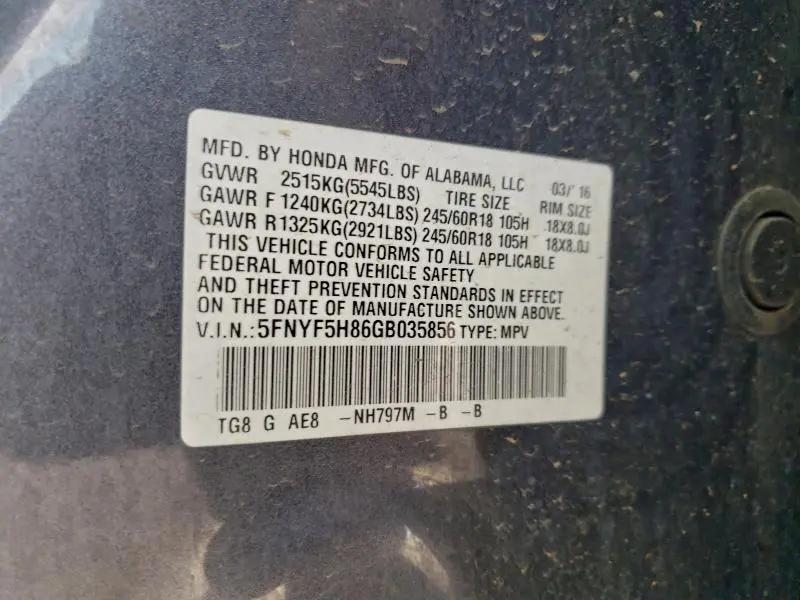 MFD. BY HONDA MFG. OF ALABAMA, LLC 03/'16
GVWR 2515KG(5545LBS) TIRE SIZE RIM SIZE
GAWR F 1240KG(2734LBS) 245/60R18 105H 18X8.0J
GAWR R 1325KG(2921LBS) 245/60R18 105H 18X8.0J
THIS VEHICLE CONFORMS TO ALL APPLICABLE
FEDERAL MOTOR VEHICLE SAFETY
AND THEFT PREVENTION STANDARDS IN EFFECT
ON THE DATE OF MANUFACTURE SHOWN ABOVE.
V.I.N.: 5FNYF5H86GB035856 TYPE: MPV
TG8 G AE8 -NH797M -B -B